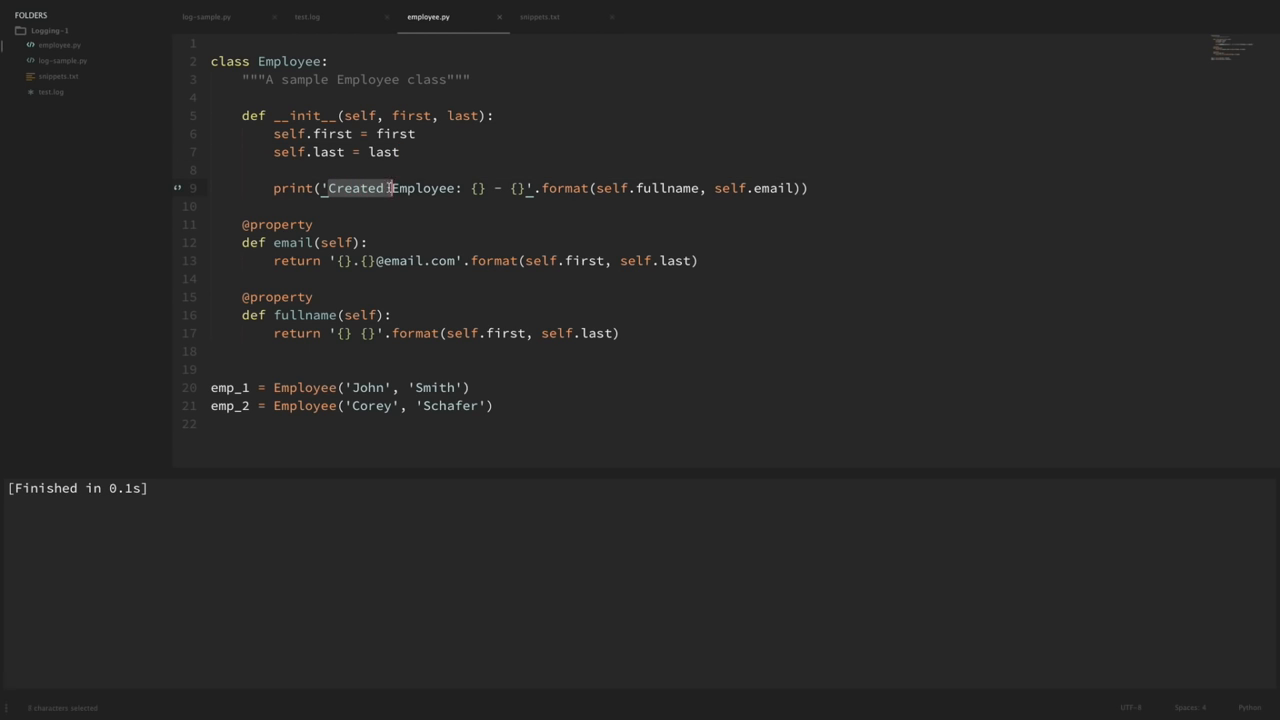 FOLDERS
Logging-1
employee.py
log-sample.py
snippets.txt
test.log
log-sample.py × test.log × employee.py × snippets.txt ×
1
2 class Employee:
3     """A sample Employee class"""
4
5     def __init__(self, first, last):
6         self.first = first
7         self.last = last
8
9         print('Created Employee: {} - {}'.format(self.fullname, self.email))
10
11     @property
12     def email(self):
13         return '{}.{}@email.com'.format(self.first, self.last)
14
15     @property
16     def fullname(self):
17         return '{} {}'.format(self.first, self.last)
18
19
20 emp_1 = Employee('John', 'Smith')
21 emp_2 = Employee('Corey', 'Schafer')
22
[Finished in 0.1s]
characters selected UTF-8 Spaces: 4 Python